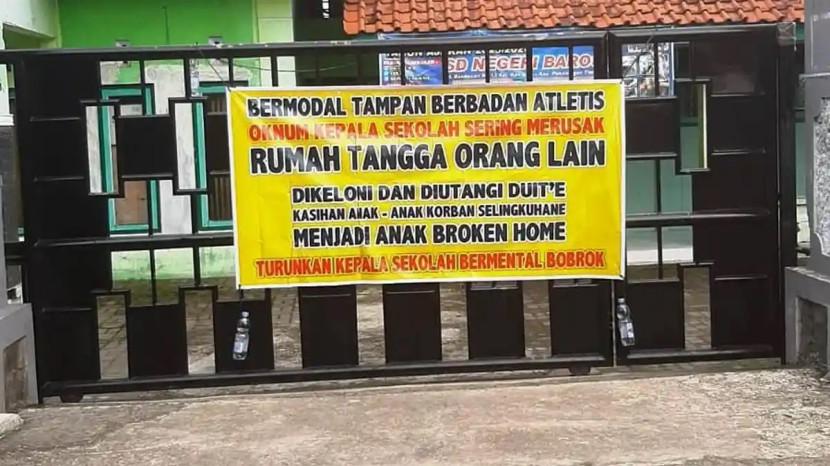 SD NEGERI BAROS
BERMODAL TAMPAN BERBADAN ATLETIS
OKNUM KEPALA SEKOLAH SERING MERUSAK
RUMAH TANGGA ORANG LAIN
DIKELONI DAN DIUTANGI DUIT'E
KASIHAN ANAK - ANAK KORBAN SELINGKUHANE
MENJADI ANAK BROKEN HOME
TURUNKAN KEPALA SEKOLAH BERMENTAL BOBROK